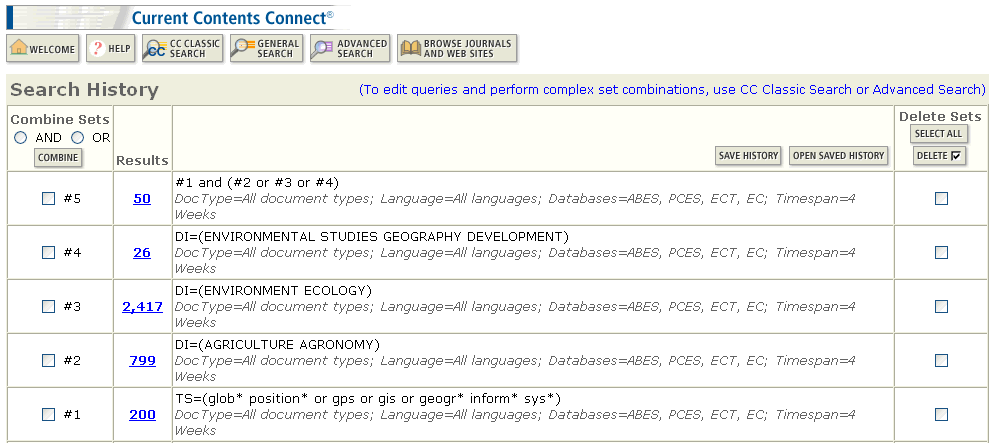 Current Contents Connect®
WELCOME
HELP
CC CLASSIC
SEARCH
GENERAL
SEARCH
ADVANCED
SEARCH
BROWSE JOURNALS
AND WEB SITES
Search History
(To edit queries and perform complex set combinations, use CC Classic Search or Advanced Search)
Combine Sets
AND OR
COMBINE
Results
SAVE HISTORY
OPEN SAVED HISTORY
Delete Sets
SELECT ALL
DELETE
#5
50
#1 and (#2 or #3 or #4)
DocType=All document types; Language=All languages; Databases=ABES, PCES, ECT, EC; Timespan=4
Weeks
#4
26
DI=(ENVIRONMENTAL STUDIES GEOGRAPHY DEVELOPMENT)
DocType=All document types; Language=All languages; Databases=ABES, PCES, ECT, EC; Timespan=4
Weeks
#3
2,417
DI=(ENVIRONMENT ECOLOGY)
DocType=All document types; Language=All languages; Databases=ABES, PCES, ECT, EC; Timespan=4
Weeks
#2
799
DI=(AGRICULTURE AGRONOMY)
DocType=All document types; Language=All languages; Databases=ABES, PCES, ECT, EC; Timespan=4
Weeks
#1
200
TS=(glob* position* or gps or gis or geogr* inform* sys*)
DocType=All document types; Language=All languages; Databases=ABES, PCES, ECT, EC; Timespan=4
Weeks